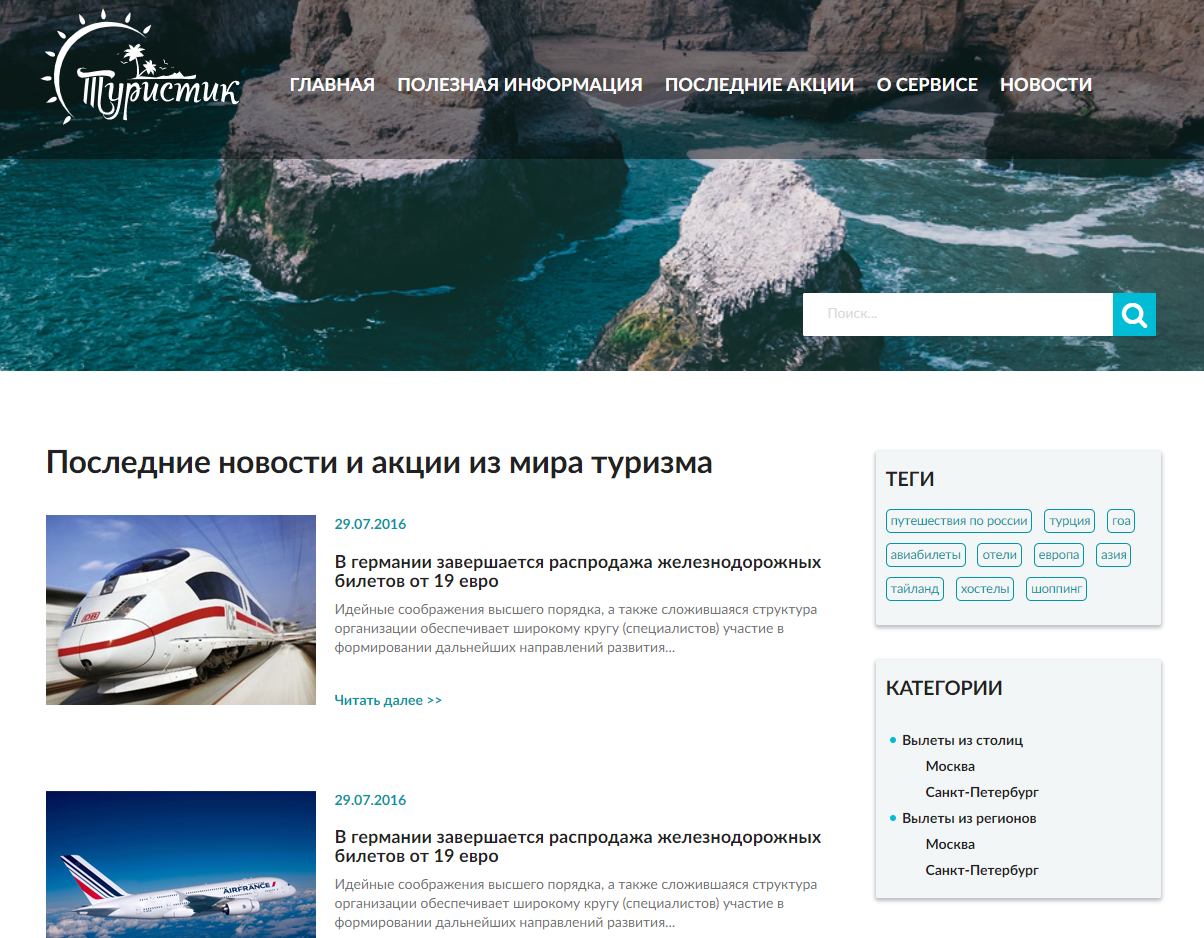 Туристик
ГЛАВНАЯ ПОЛЕЗНАЯ ИНФОРМАЦИЯ ПОСЛЕДНИЕ АКЦИИ О СЕРВИСЕ НОВОСТИ
Поиск...
Последние новости и акции из мира туризма
29.07.2016
В германии завершается распродажа железнодорожных
билетов от 19 евро
Идейные соображения высшего порядка, а также сложившаяся структура
организации обеспечивает широкому кругу (специалистов) участие в
формировании дальнейших направлений развития...
Читать далее >>
ICE
29.07.2016
В германии завершается распродажа железнодорожных
билетов от 19 евро
Идейные соображения высшего порядка, а также сложившаяся структура
организации обеспечивает широкому кругу (специалистов) участие в
формировании дальнейших направлений развития...
AIRFRANCE
ТЕГИ
путешествия по россии турция гоа
авиабилеты отели европа азия
тайланд хостелы шоппинг
КАТЕГОРИИ
Вылеты из столиц
Москва
Санкт-Петербург
Вылеты из регионов
Москва
Санкт-Петербург